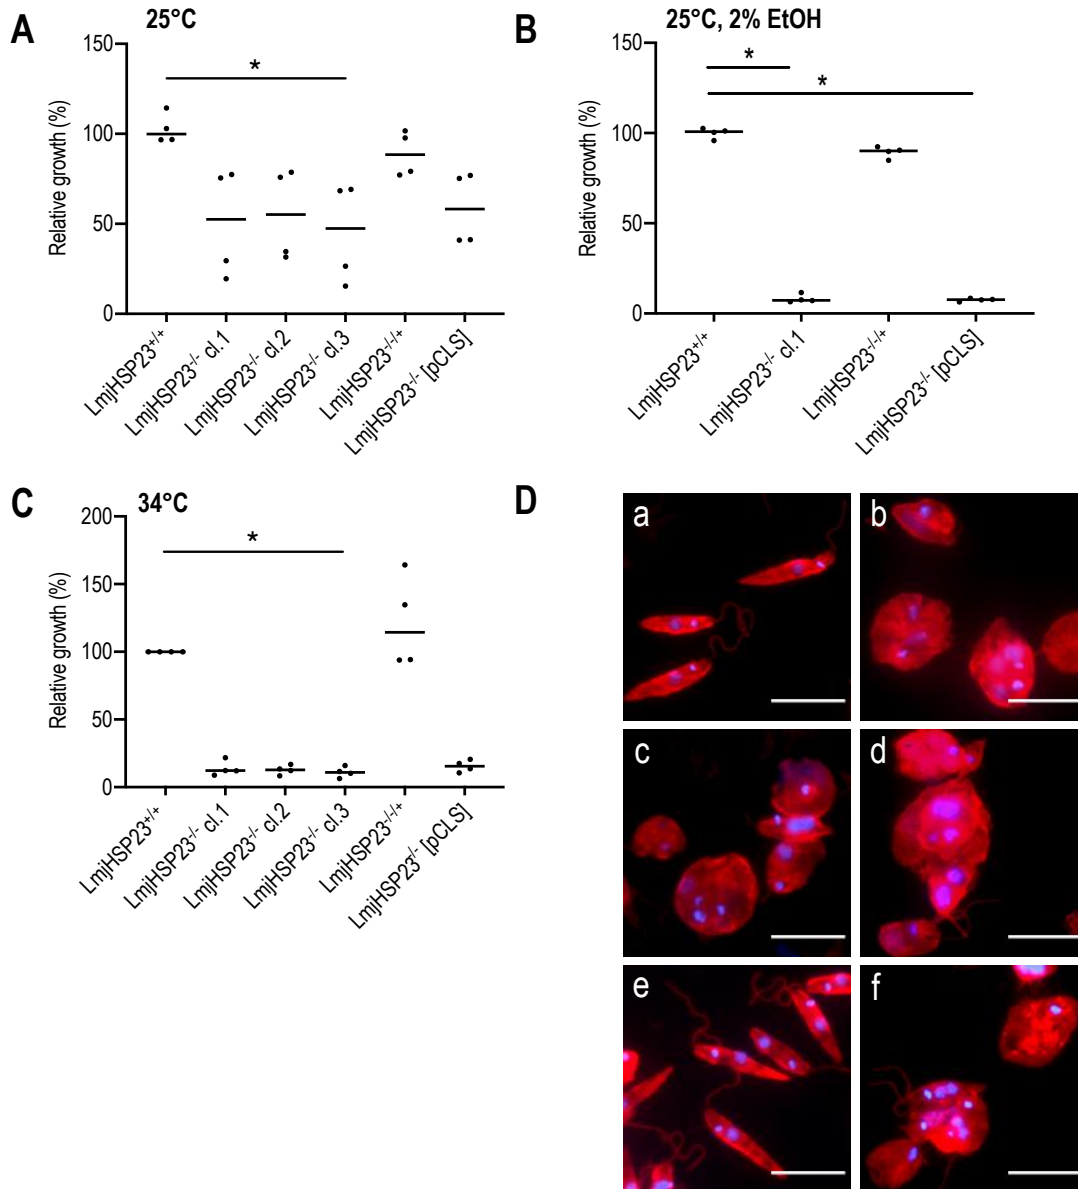 A 25°C
Relative growth (%)
150
100
50
0
*
LmjHSP23+/+
LmjHSP23-/- cl.1
LmjHSP23-/- cl.2
LmjHSP23-/- cl.3
LmjHSP23-/-/+
LmjHSP23-/- [pCLS]
B 25°C, 2% EtOH
Relative growth (%)
150
100
50
0
*
*
LmjHSP23+/+
LmjHSP23-/- cl.1
LmjHSP23-/-/+
LmjHSP23-/- [pCLS]
C 34°C
Relative growth (%)
200
150
100
50
0
*
LmjHSP23+/+
LmjHSP23-/- cl.1
LmjHSP23-/- cl.2
LmjHSP23-/- cl.3
LmjHSP23-/-/+
LmjHSP23-/- [pCLS]
D
a
b
c
d
e
f